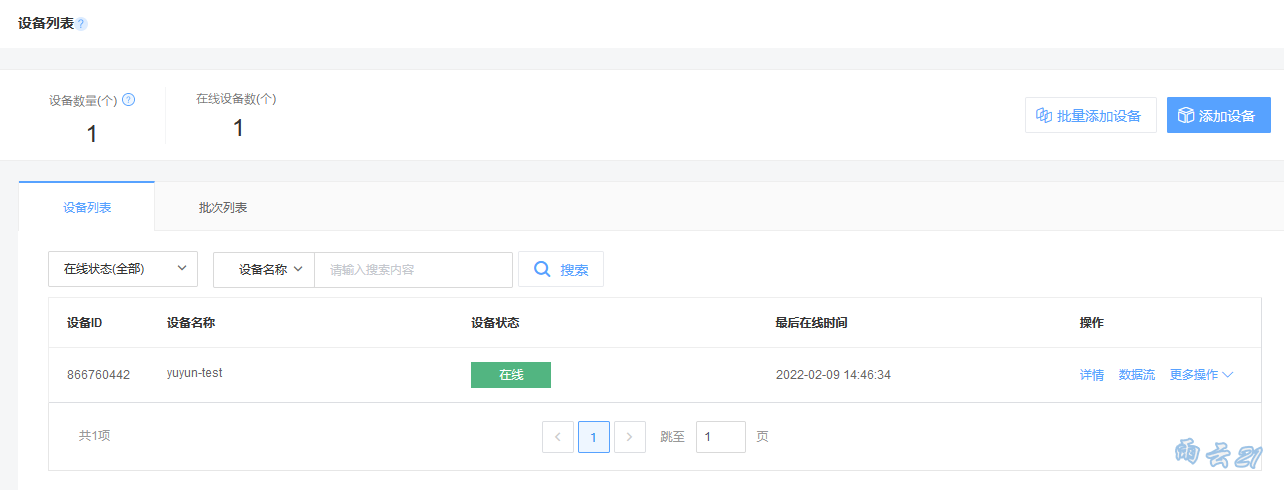 设备列表 ?
设备数量(个) ? 在线设备数(个)
1 1
批量添加设备 添加设备
设备列表 批次列表
在线状态(全部) 设备名称 请输入搜索内容 搜索
设备ID 设备名称 设备状态 最后在线时间 操作
866760442 yuyun-test 在线 2022-02-09 14:46:34 详情 数据流 更多操作
共1项 < 1 > 跳至 1 页
雨云21